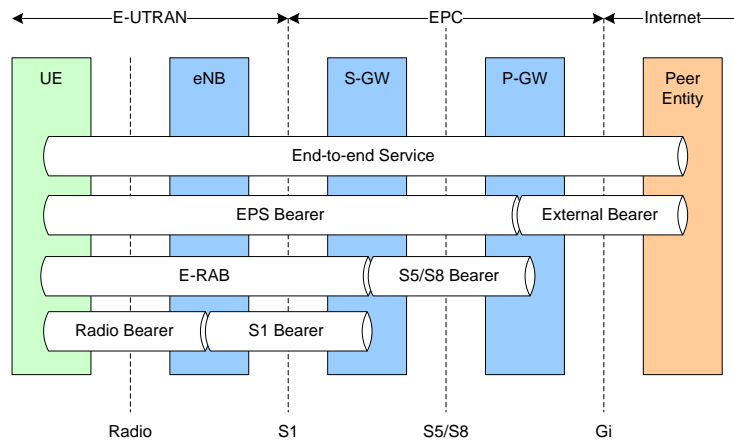 E-UTRAN
EPC
Internet
UE
eNB
S-GW
P-GW
Peer
Entity
End-to-end Service
EPS Bearer
External Bearer
E-RAB
S5/S8 Bearer
Radio Bearer
S1 Bearer
Radio
S1
S5/S8
Gi